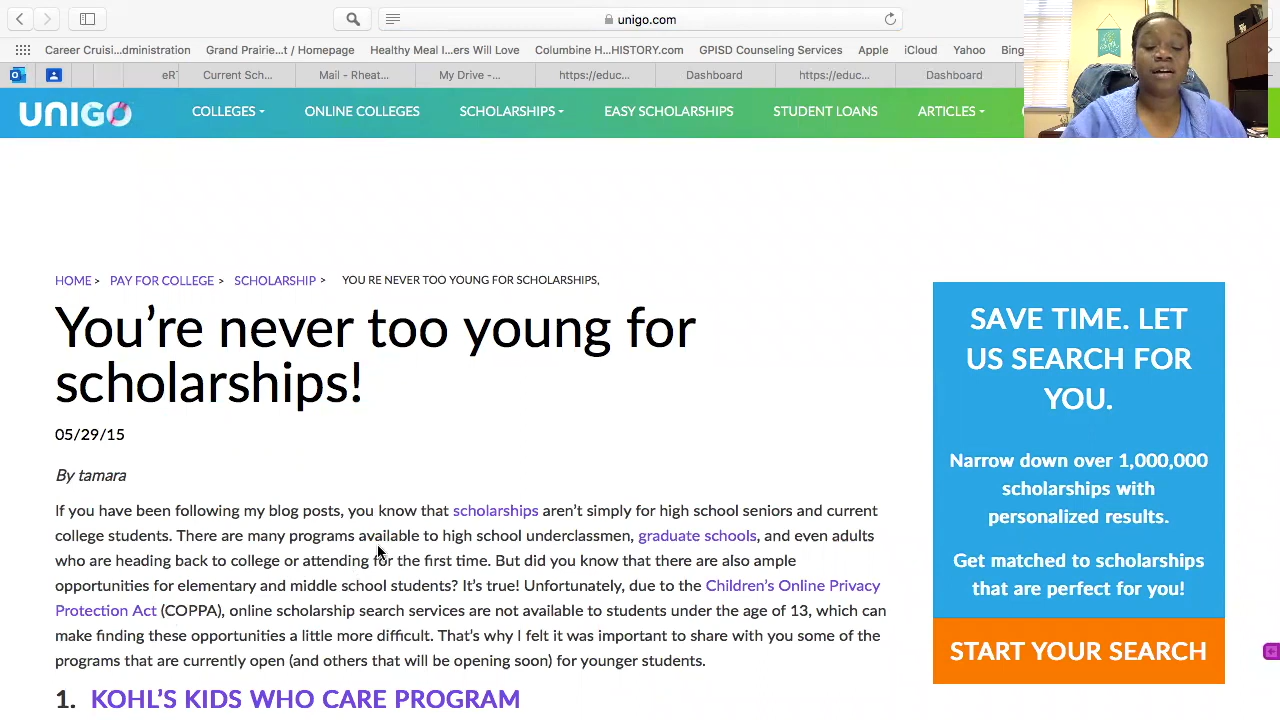 unigo.com
Career Cruisi...dministration
Health
Will Lo
Columbu
-HISTORY.com
GPISD Counseling Services
Apple
iCloud
Yahoo
Bing
Current Sch...
My Drive -...
https://educ...
Dashboard
https://educ...
Dashboard
UNIGO
COLLEGES
ONLINE COLLEGES
SCHOLARSHIPS
EASY SCHOLARSHIPS
STUDENT LOANS
ARTICLES
HOME > PAY FOR COLLEGE > SCHOLARSHIP > YOU RE NEVER TOO YOUNG FOR SCHOLARSHIPS,
You’re never too young for
scholarships!
05/29/15
By tamara
If you have been following my blog posts, you know that scholarships aren’t simply for high school seniors and current
college students. There are many programs available to high school underclassmen, graduate schools, and even adults
who are heading back to college or attending for the first time. But did you know that there are also ample
opportunities for elementary and middle school students? It’s true! Unfortunately, due to the Children’s Online Privacy
Protection Act (COPPA), online scholarship search services are not available to students under the age of 13, which can
make finding these opportunities a little more difficult. That’s why I felt it was important to share with you some of the
programs that are currently open (and others that will be opening soon) for younger students.
1. KOHL’S KIDS WHO CARE PROGRAM
SAVE TIME. LET
US SEARCH FOR
YOU.
Narrow down over 1,000,000
scholarships with
personalized results.
Get matched to scholarships
that are perfect for you!
START YOUR SEARCH